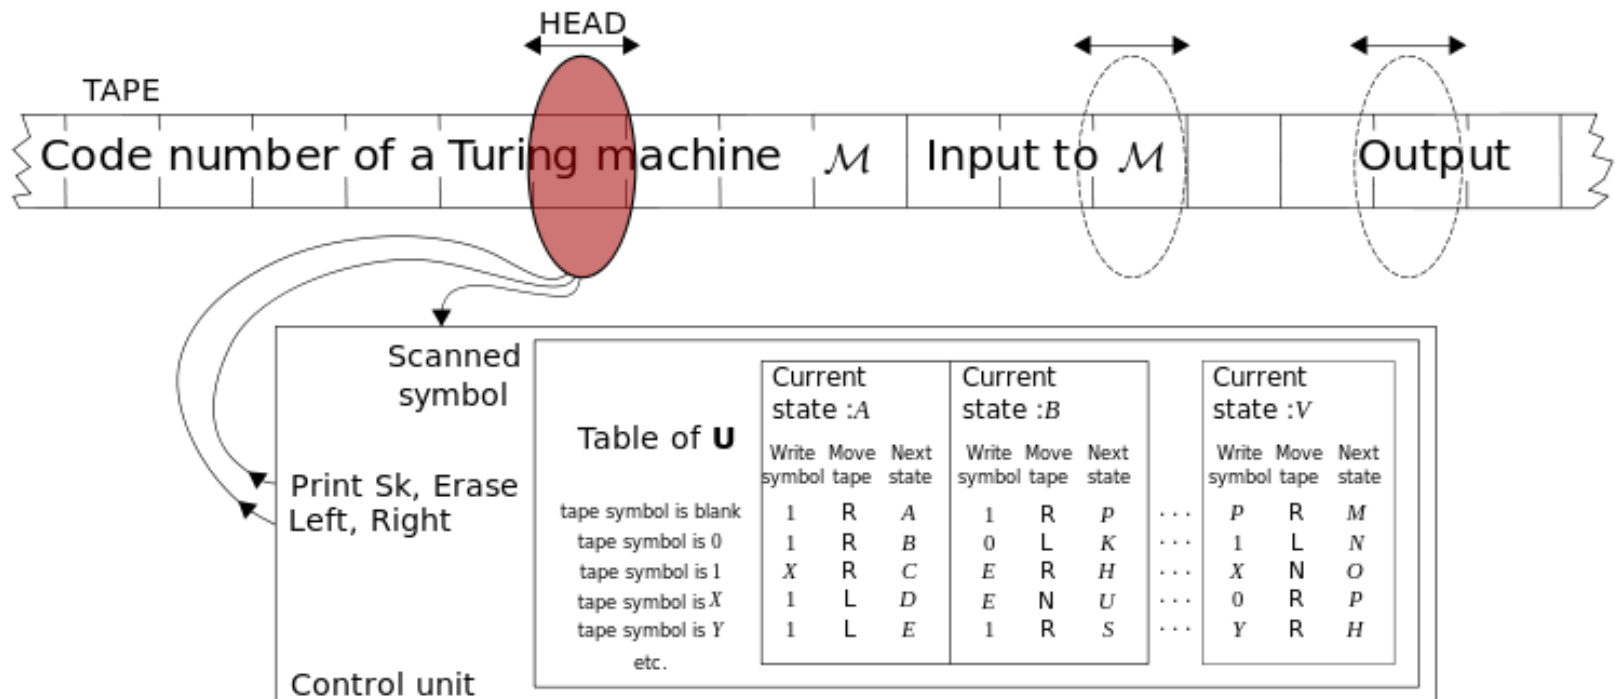 HEAD
TAPE
Code number of a Turing machine ℳ Input to ℳ Output
Scanned
symbol
Print Sk, Erase
Left, Right
Control unit
Table of U
Current Current Current
state :A state :B state :V
Write Move Next Write Move Next Write Move Next
symbol tape state symbol tape state symbol tape state
tape symbol is blank 1 R A 1 R P ··· P R M
tape symbol is 0 1 R B 0 L K ··· 1 L N
tape symbol is 1 X R C E R H ··· X N O
tape symbol is X 1 L D E N U ··· 0 R P
tape symbol is Y 1 L E 1 R S ··· Y R H
etc.